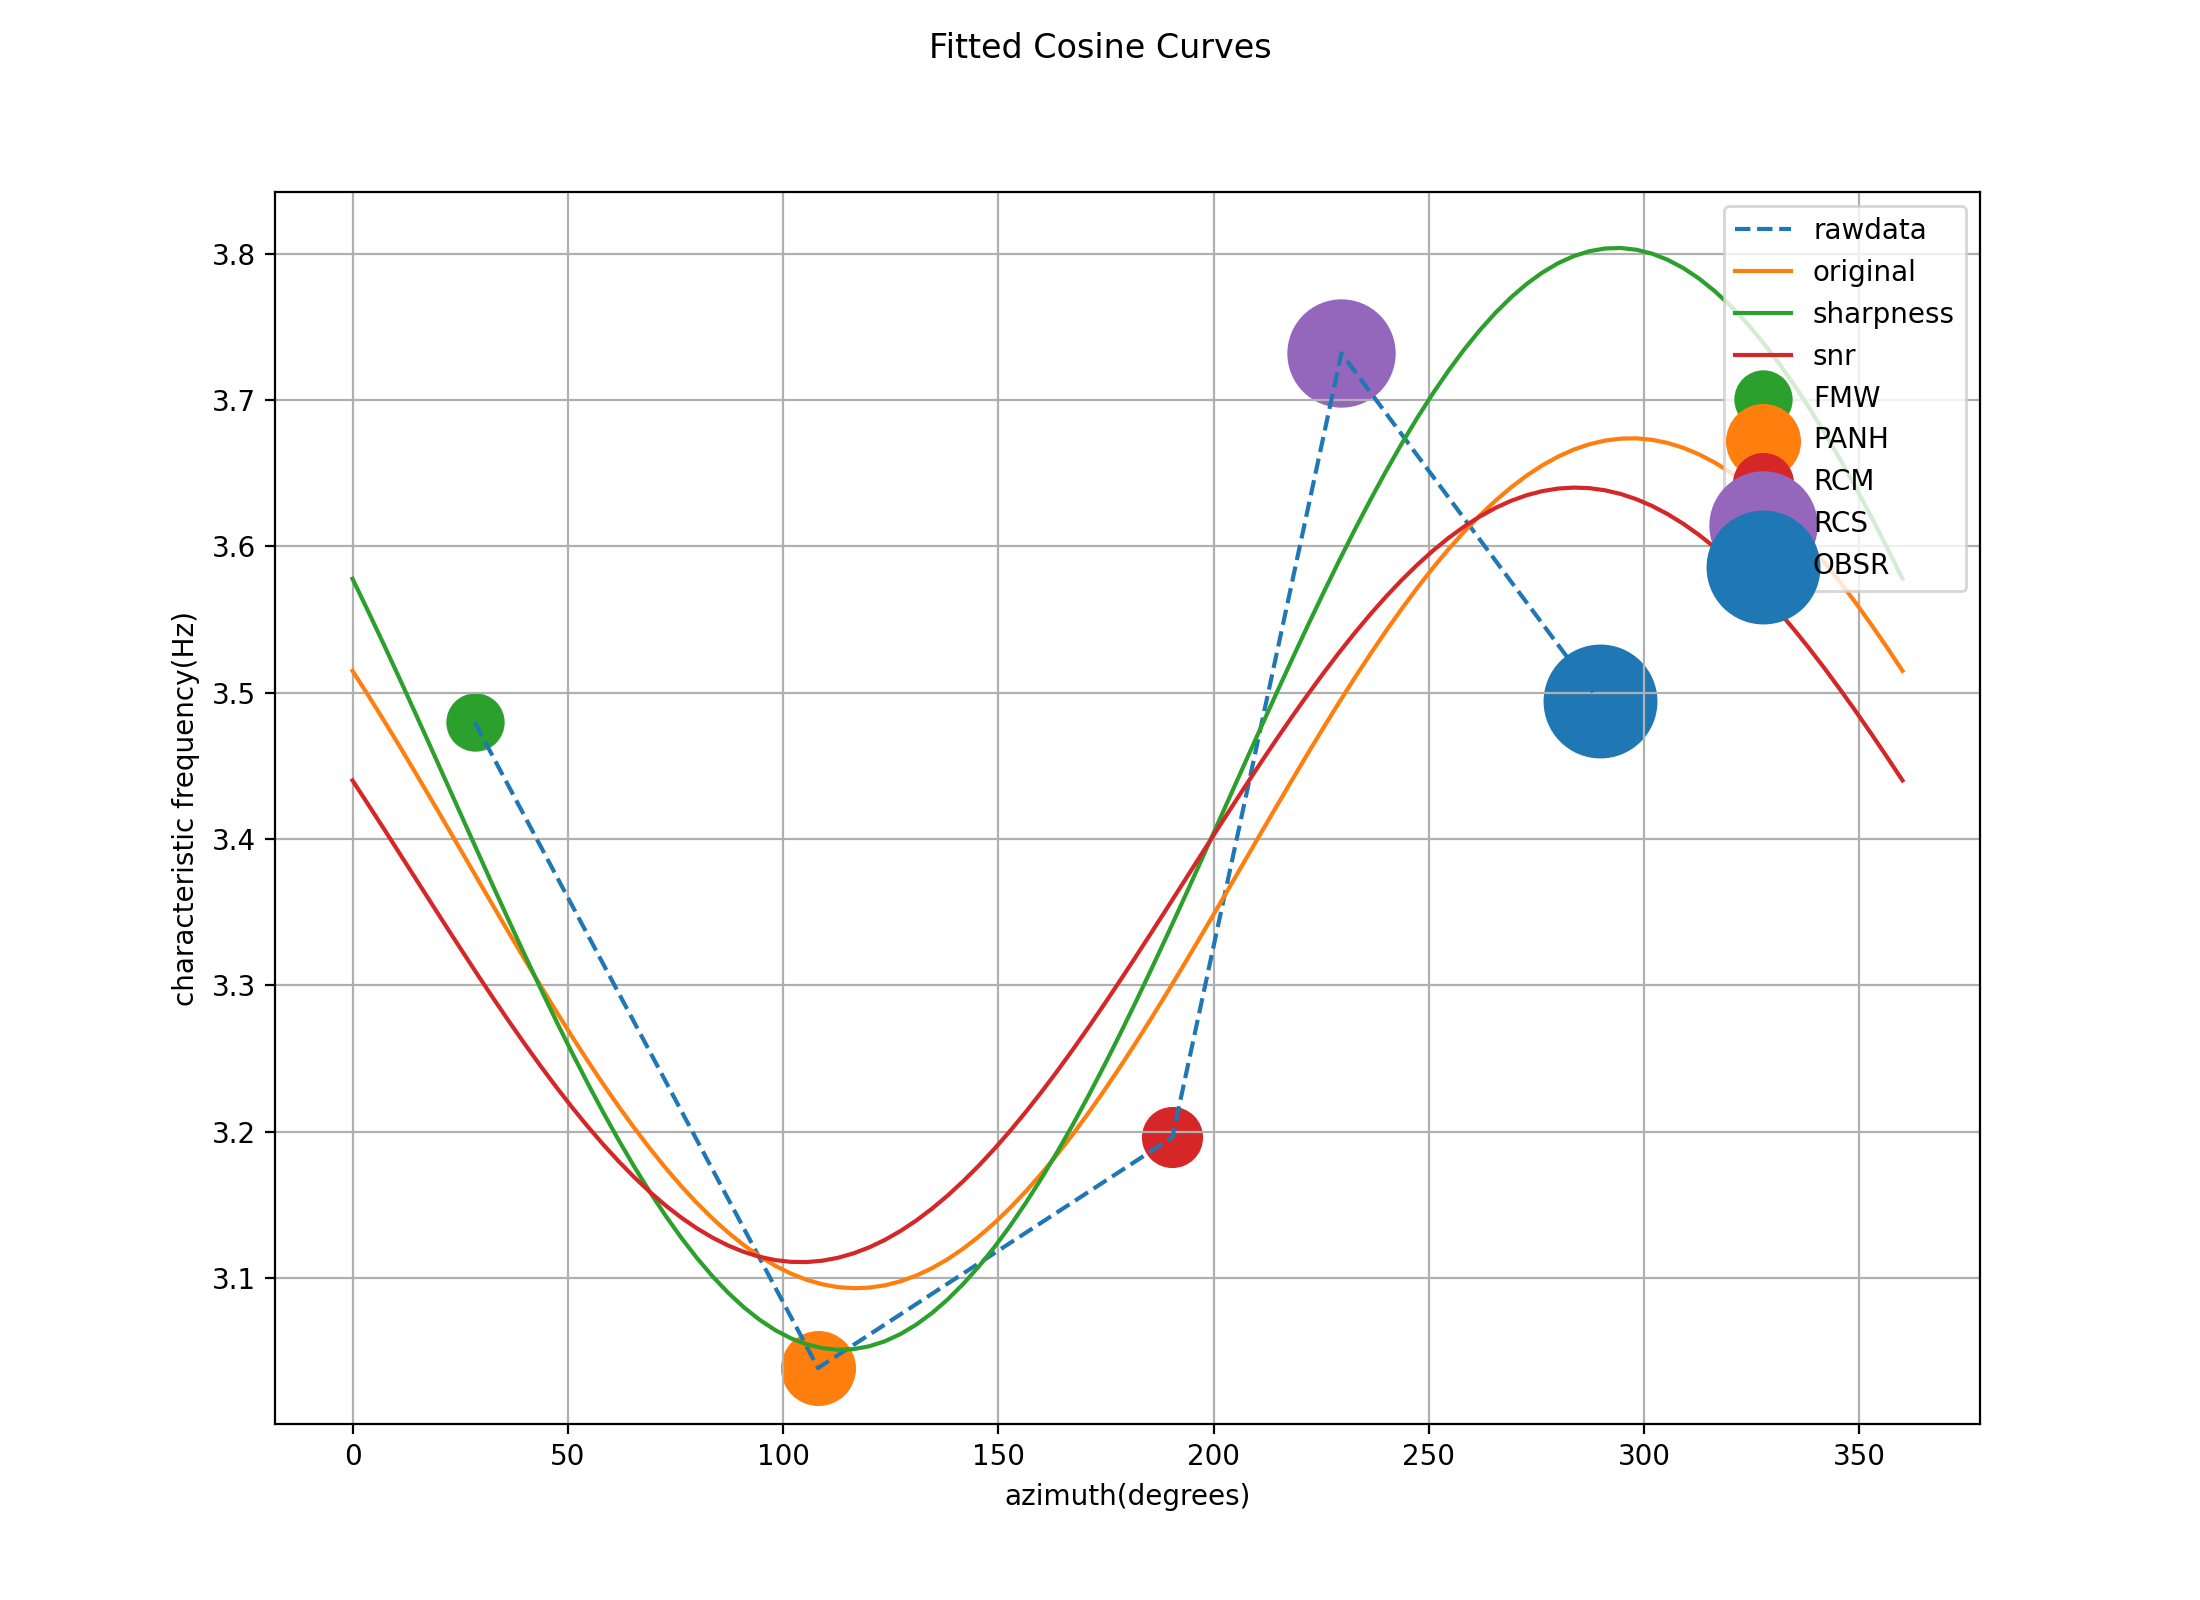 Fitted Cosine Curves
3.8
3.7
3.6
3.5
3.4
3.3
3.2
3.1
characteristic frequency(Hz)
0 50 100 150 200 250 300 350
azimuth(degrees)
rawdata
original
sharpness
snr
FMW
PANH
RCM
RCS
OBSR